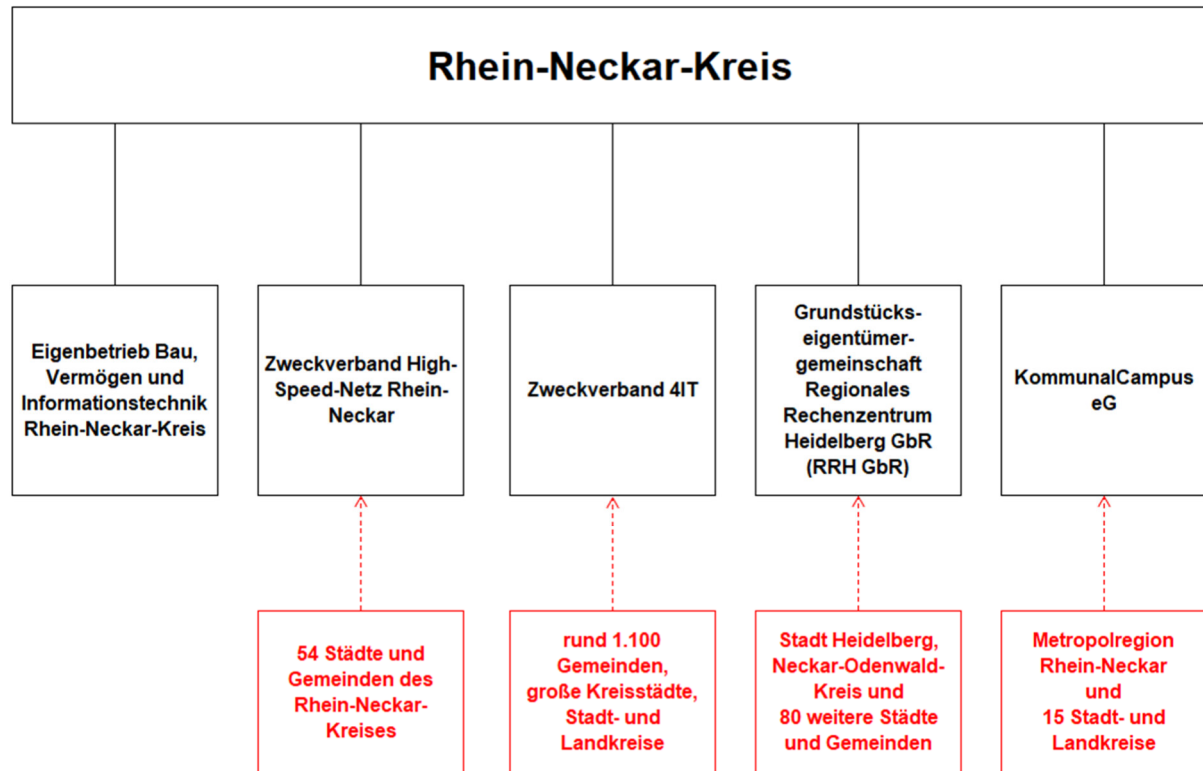 Rhein-Neckar-Kreis
Eigenbetrieb Bau,
Vermögen und
Informationstechnik
Rhein-Neckar-Kreis
Zweckverband High-
Speed-Netz Rhein-
Neckar
Zweckverband 4IT
Grundstücks-
eigentümer-
gemeinschaft
Regionales
Rechenzentrum
Heidelberg GbR
(RRH GbR)
KommunalCampus
eG
54 Städte und
Gemeinden des
Rhein-Neckar-
Kreises
rund 1.100
Gemeinden,
große Kreisstädte,
Stadt- und
Landkreise
Stadt Heidelberg,
Neckar-Odenwald-
Kreis und
80 weitere Städte
und Gemeinden
Metropolregion
Rhein-Neckar
und
15 Stadt- und
Landkreise